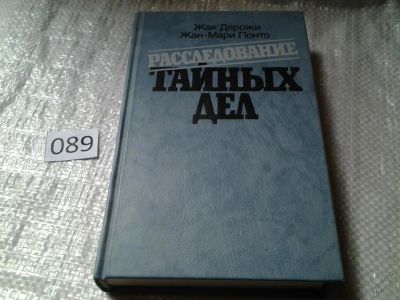 Жак Дерожи
Жан-Мари Понто
РАССЛЕДОВАНИЕ
ТАЙНЫХ
ДЕЛ
089